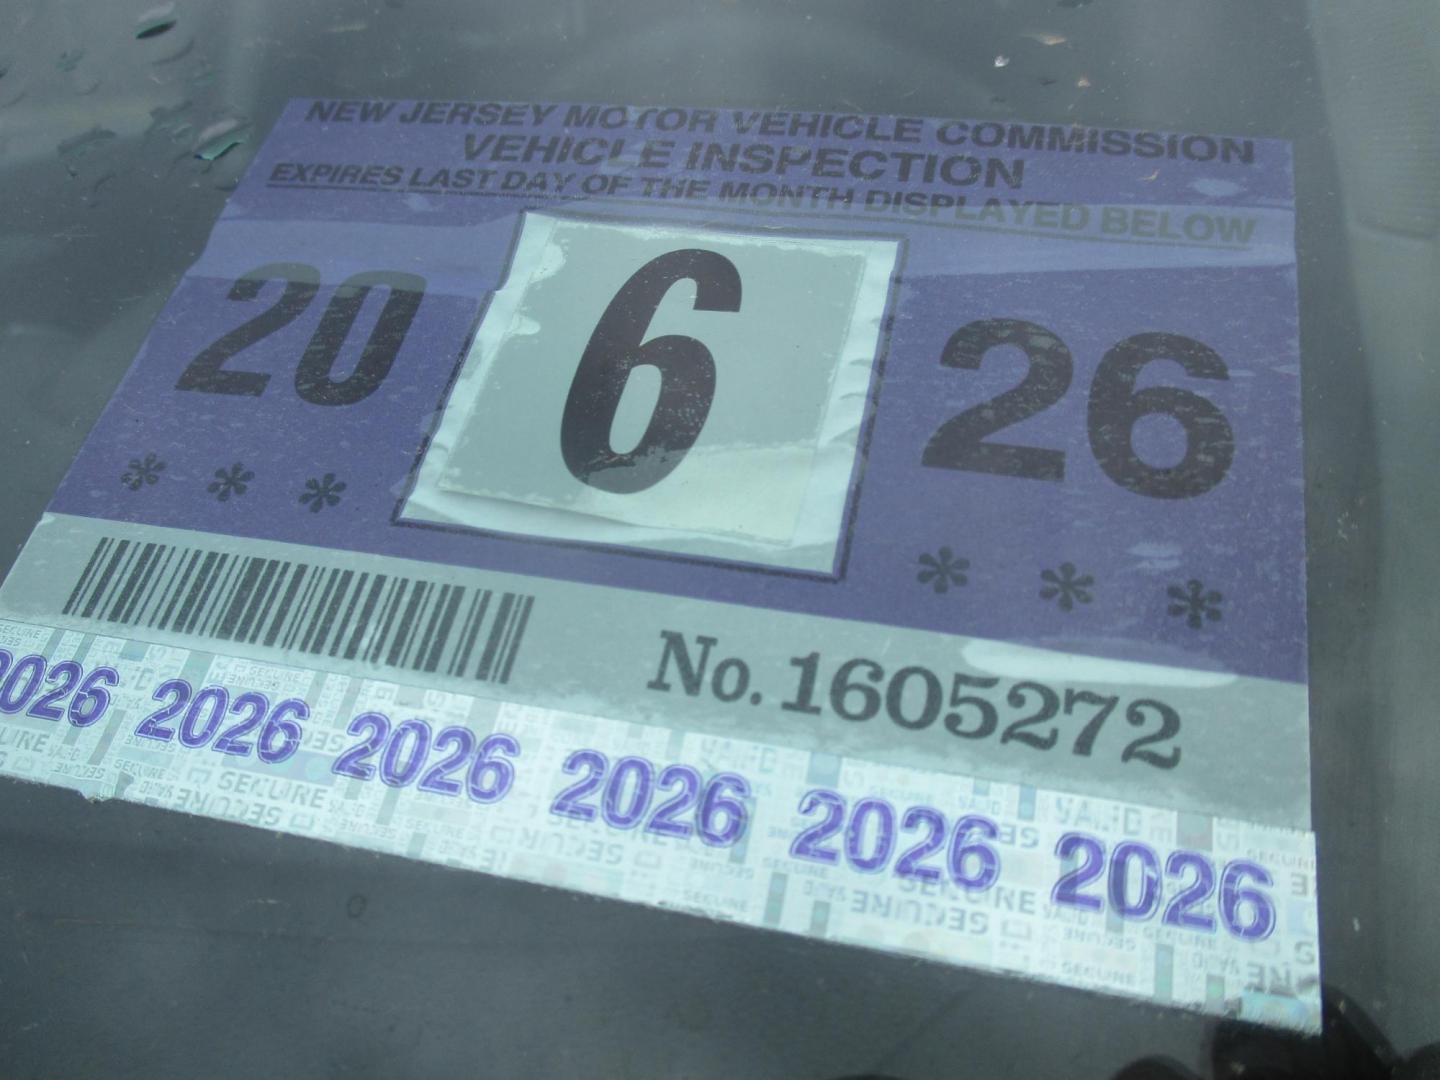 NEW JERSEY MOTOR VEHICLE COMMISSION
VEHICLE INSPECTION
EXPIRES LAST DAY OF THE MONTH DISPLAYED BELOW
20 6 26
* * * * * *
No. 1605272
2026 2026 2026 2026 2026 2026